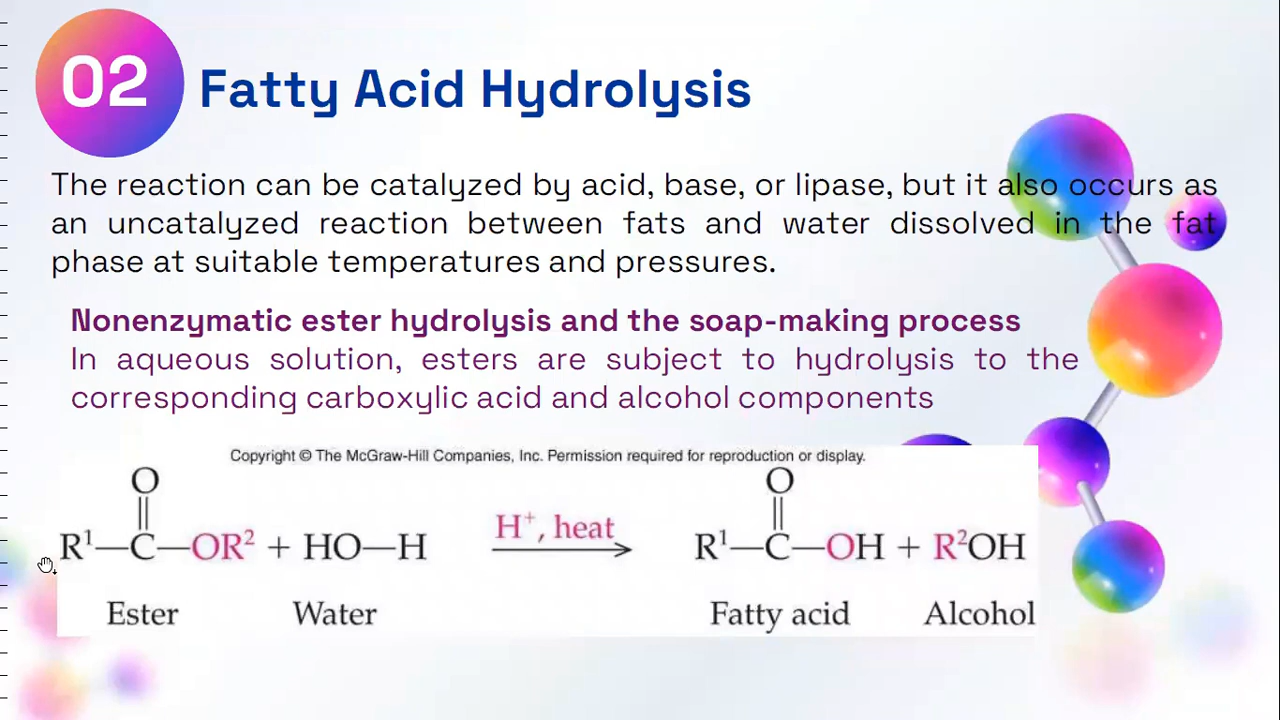 02
Fatty Acid Hydrolysis
The reaction can be catalyzed by acid, base, or lipase, but it also occurs as
an uncatalyzed reaction between fats and water dissolved in the fat
phase at suitable temperatures and pressures.
Nonenzymatic ester hydrolysis and the soap-making process
In aqueous solution, esters are subject to hydrolysis to the
corresponding carboxylic acid and alcohol components
Copyright © The McGraw-Hill Companies, Inc. Permission required for reproduction or display.
O O
R¹—C—OR² + HO—H H⁺, heat R¹—C—OH + R²OH
Ester Water Fatty acid Alcohol